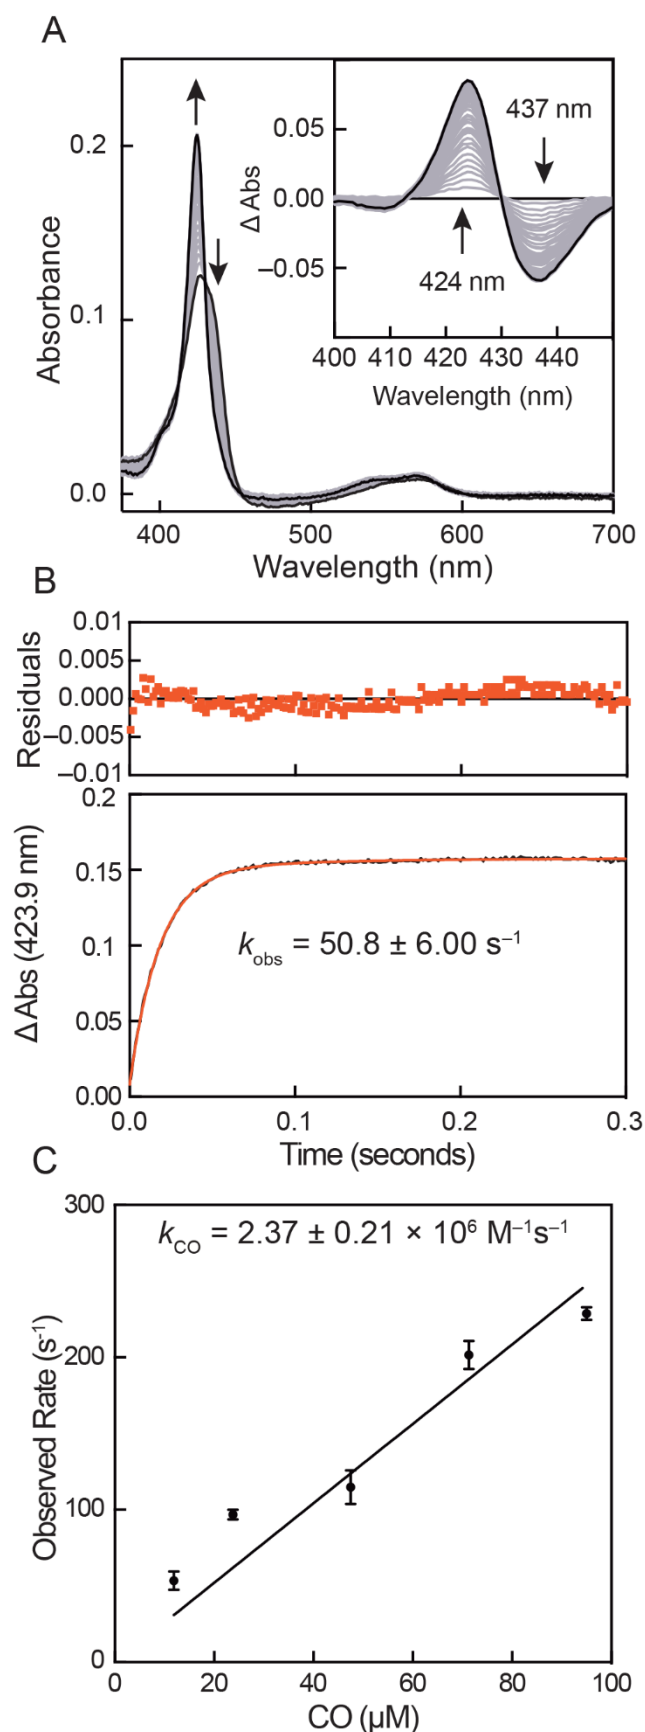 A
Absorbance
0.2
0.1
0.0
400
500
600
700
Wavelength (nm)
Δ Abs
0.05
0.00
−0.05
437 nm
424 nm
400 410 420 430 440
Wavelength (nm)
B
Residuals
0.01
0.005
0.000
−0.005
−0.01
Δ Abs (423.9 nm)
0.2
0.15
0.1
0.05
0.00
k_obs = 50.8 ± 6.00 s⁻¹
0.0
0.1
0.2
0.3
Time (seconds)
C
Observed Rate (s⁻¹)
300
200
100
0
k_CO = 2.37 ± 0.21 × 10⁶ M⁻¹s⁻¹
0
20
40
60
80
100
CO (µM)